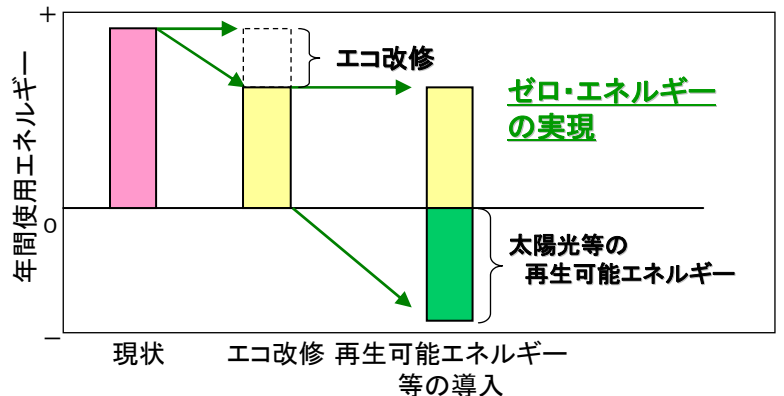 +
年間使用エネルギー
0
−
エコ改修
ゼロ・エネルギー
の実現
太陽光等の
再生可能エネルギー
現状
エコ改修
再生可能エネルギー
等の導入